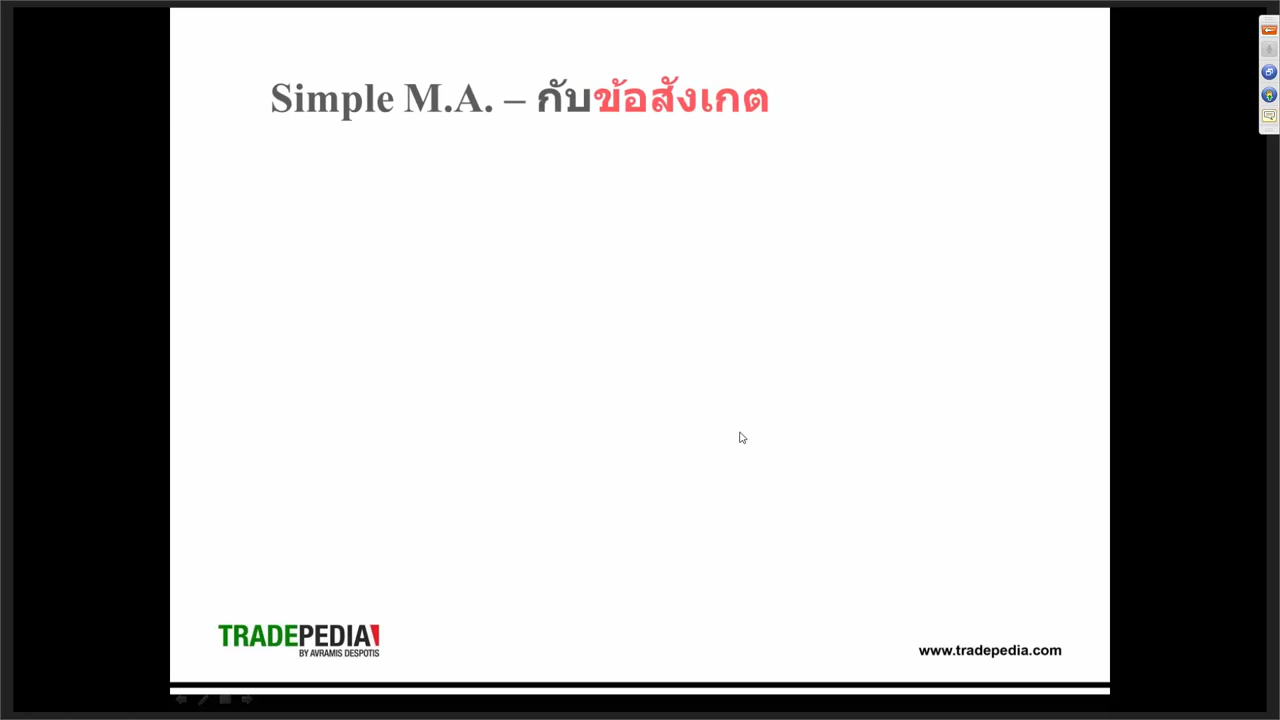 Simple M.A. – กับข้อสังเกต
TRADEPEDIA
BY AVRAMIS DESPOTIS
www.tradepedia.com